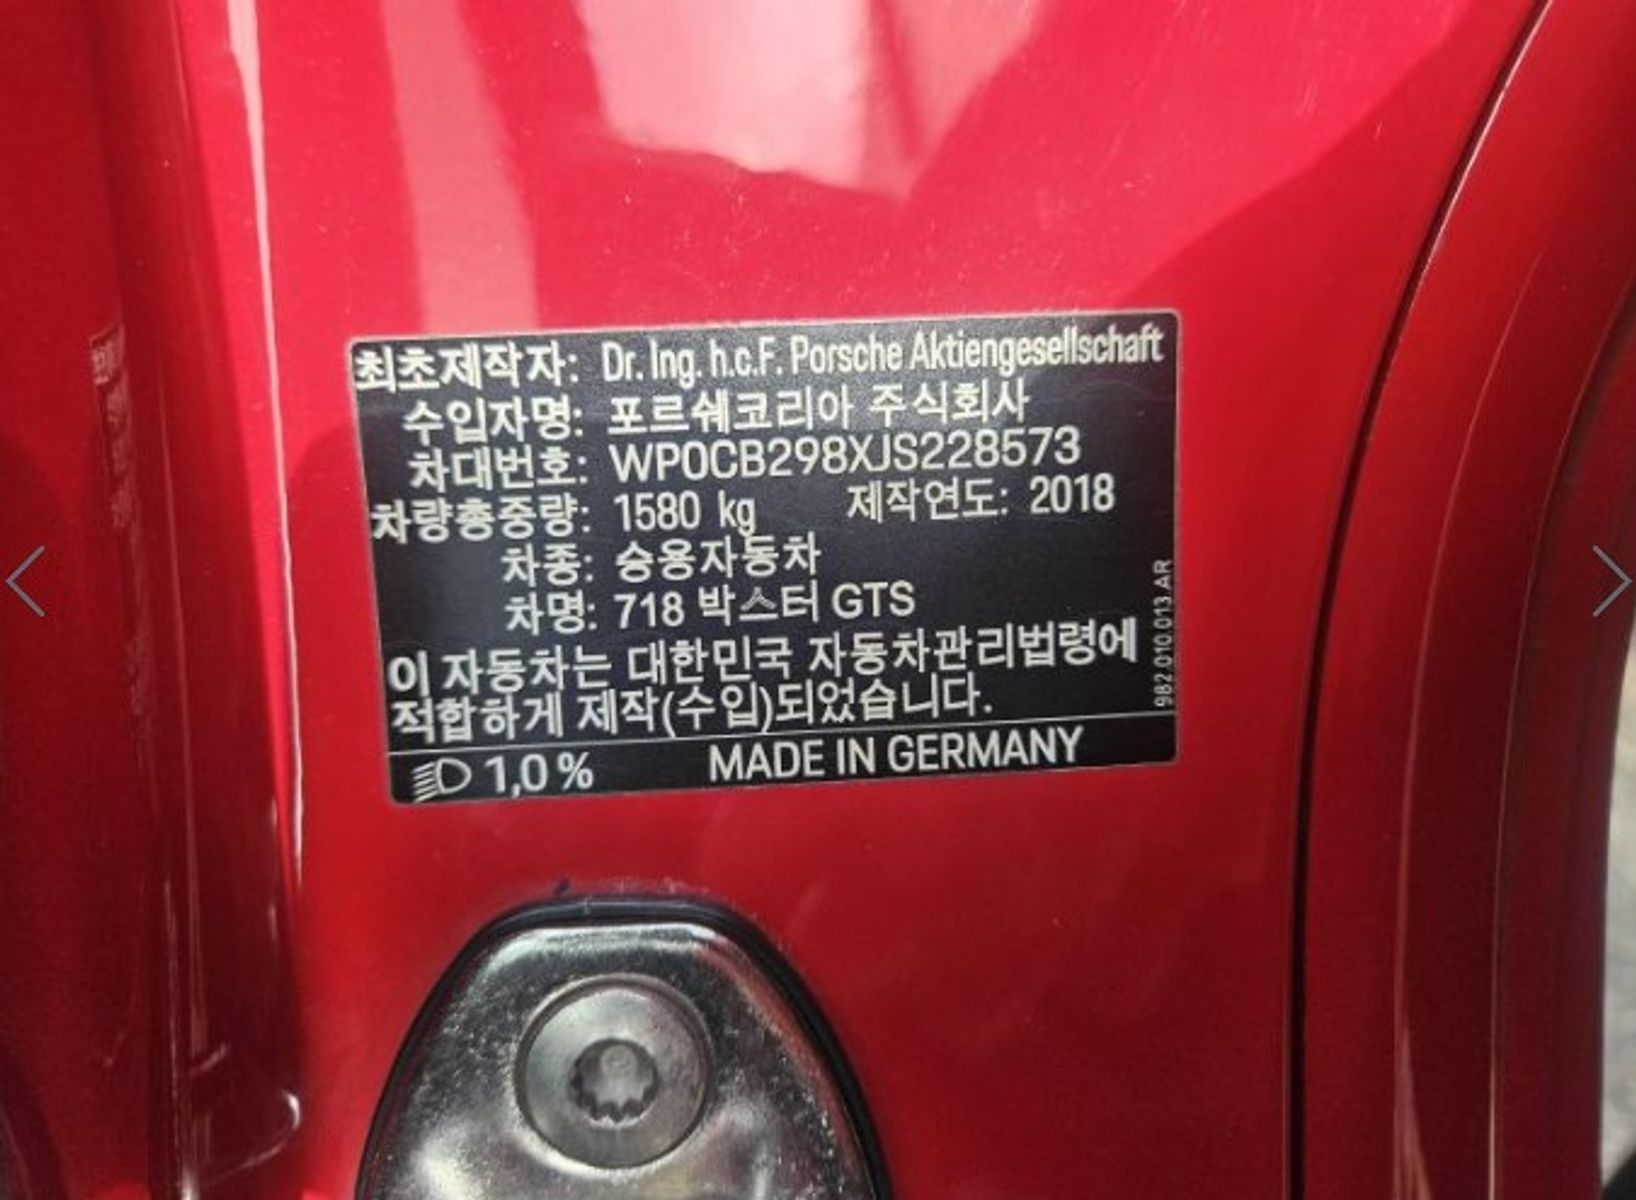 최초제작자: Dr. Ing. h.c.F. Porsche Aktiengesellschaft
수입자명: 포르쉐코리아 주식회사
차대번호: WP0CB298XJS228573
차량총중량: 1580 kg 제작연도: 2018
차종: 승용자동차
차명: 718 박스터 GTS
이 자동차는 대한민국 자동차관리법령에
적합하게 제작(수입)되었습니다.
982.010.013.AR
1,0 % MADE IN GERMANY